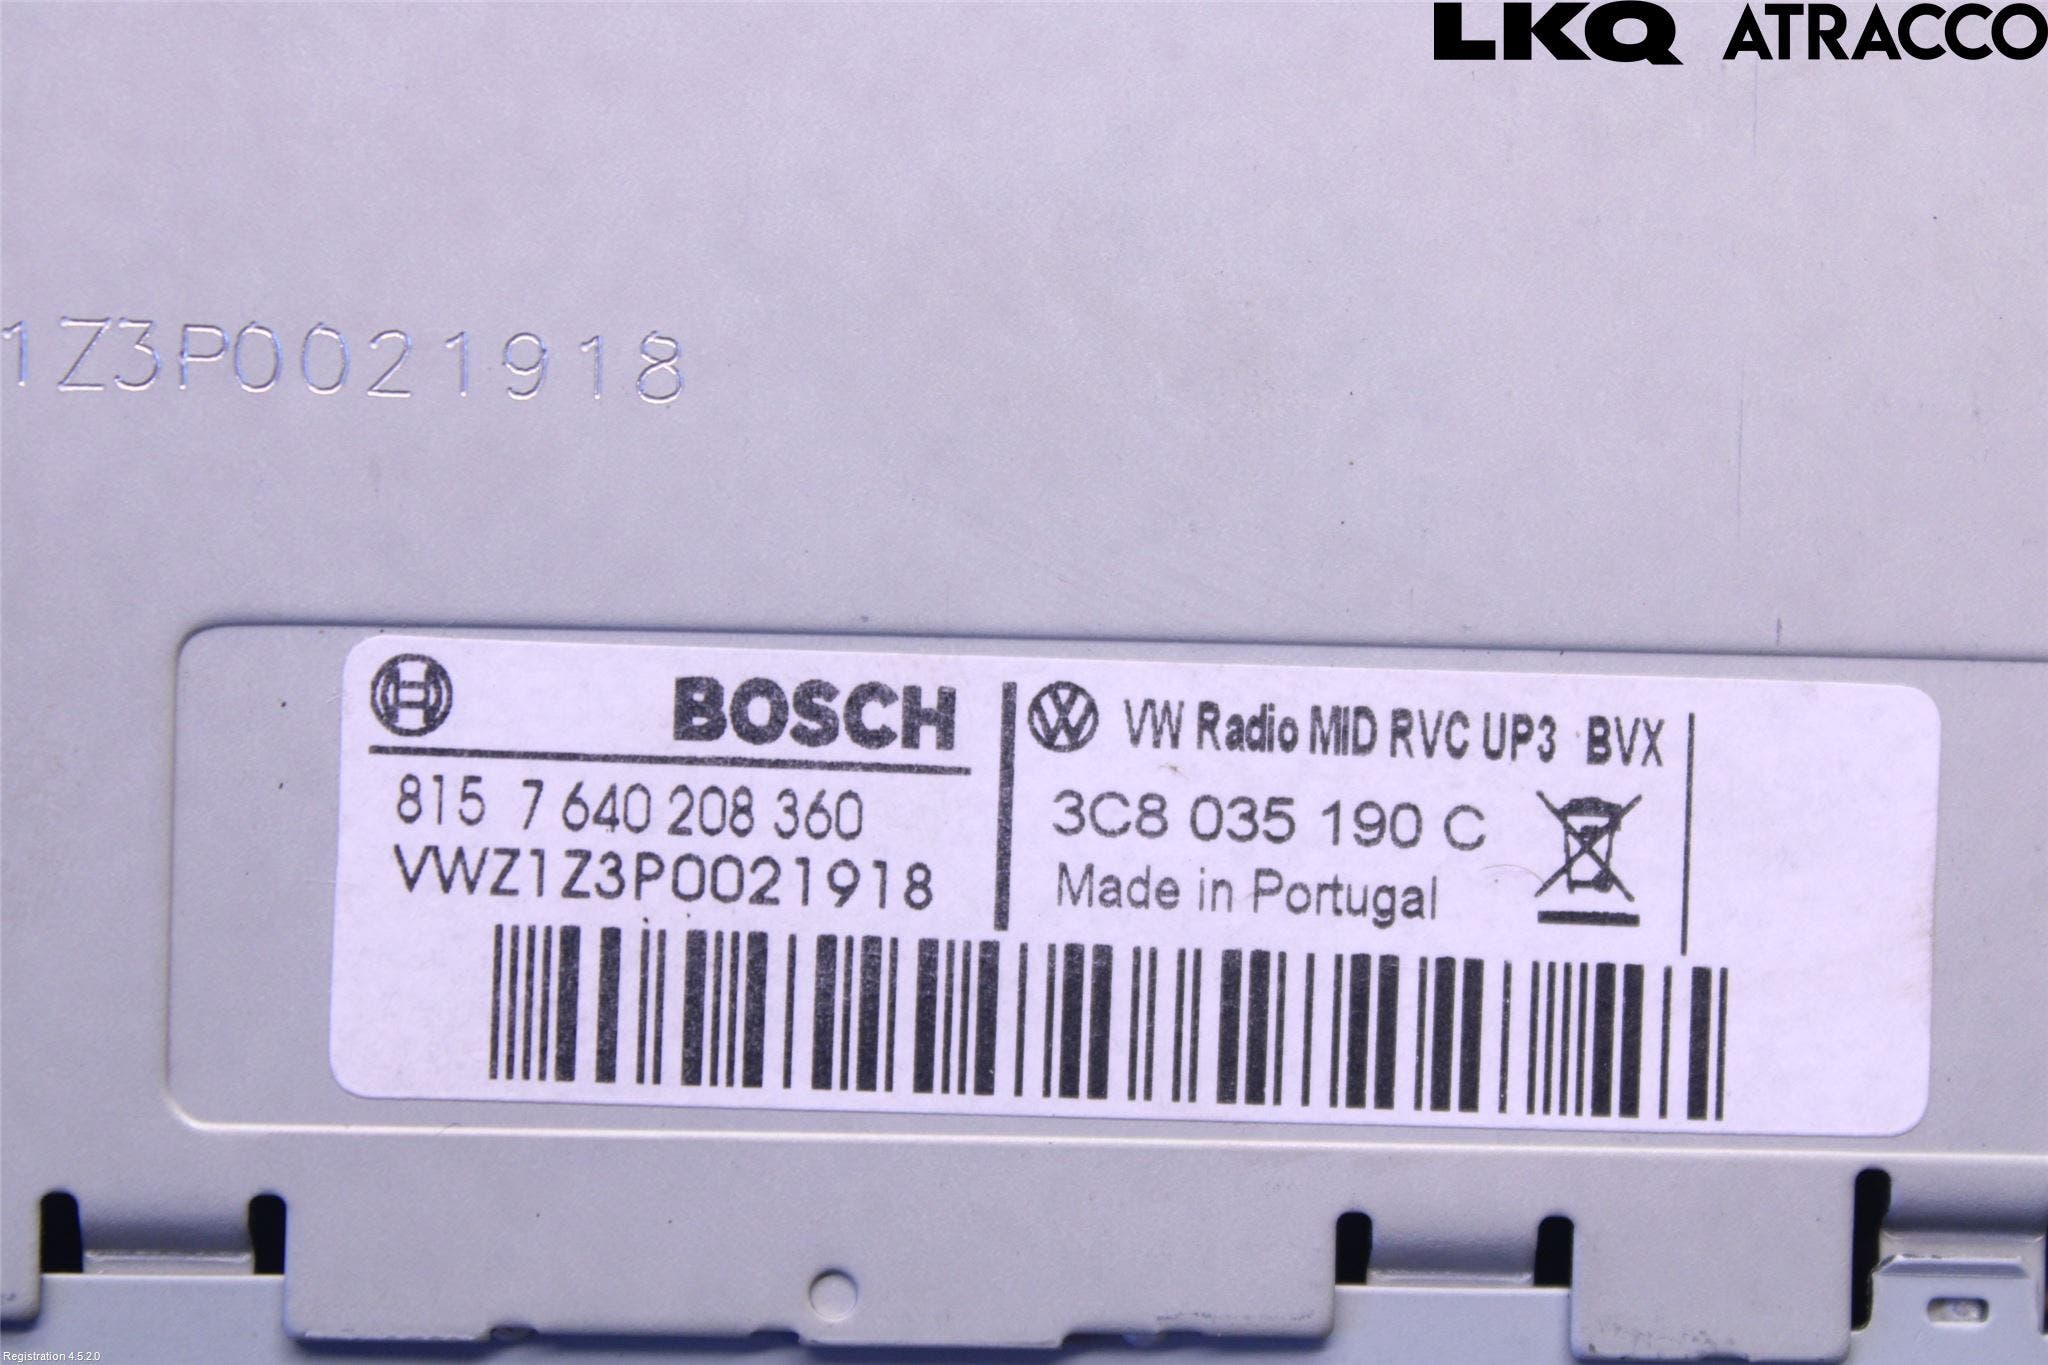 LKQ ATRACCO
1Z3P0021918
BOSCH
815 7 640 208 360
VWZ1Z3P0021918
VW Radio MID RVC UP3 BVX
3C8 035 190 C
Made in Portugal
Registration 4.5.2.0